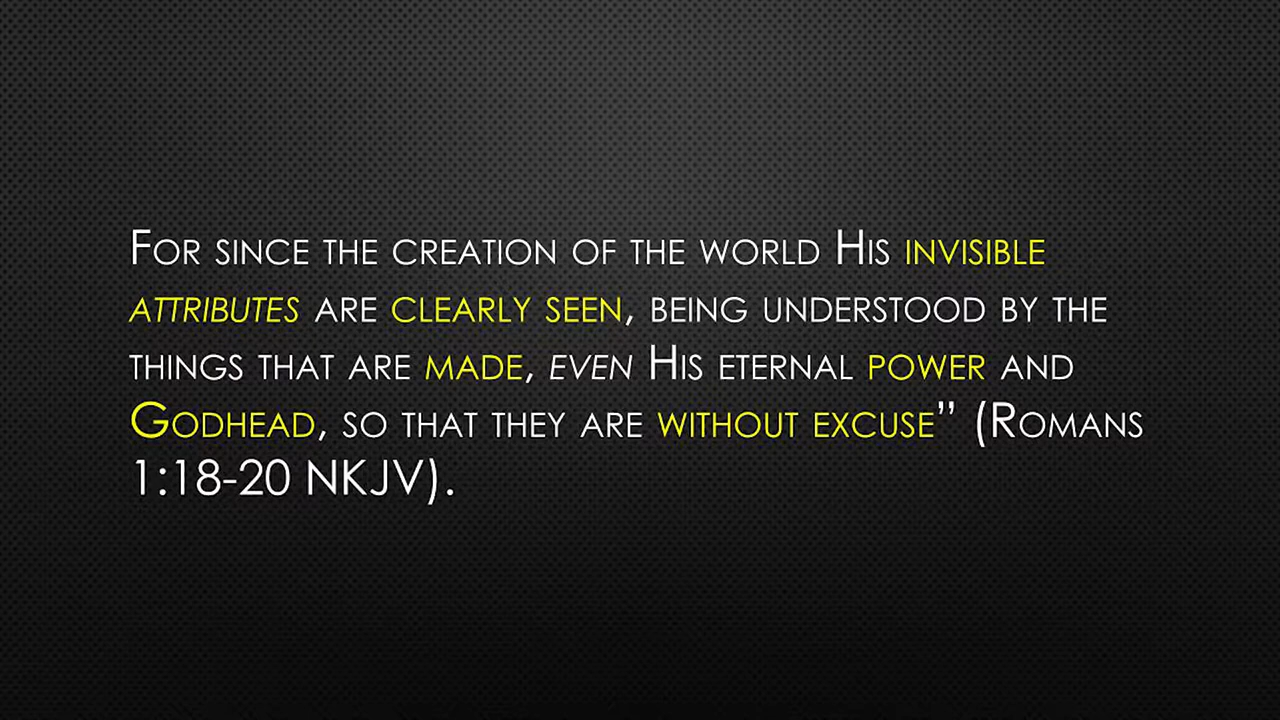 For since the creation of the world His invisible
attributes are clearly seen, being understood by the
things that are made, even His eternal power and
Godhead, so that they are without excuse” (Romans
1:18-20 NKJV).